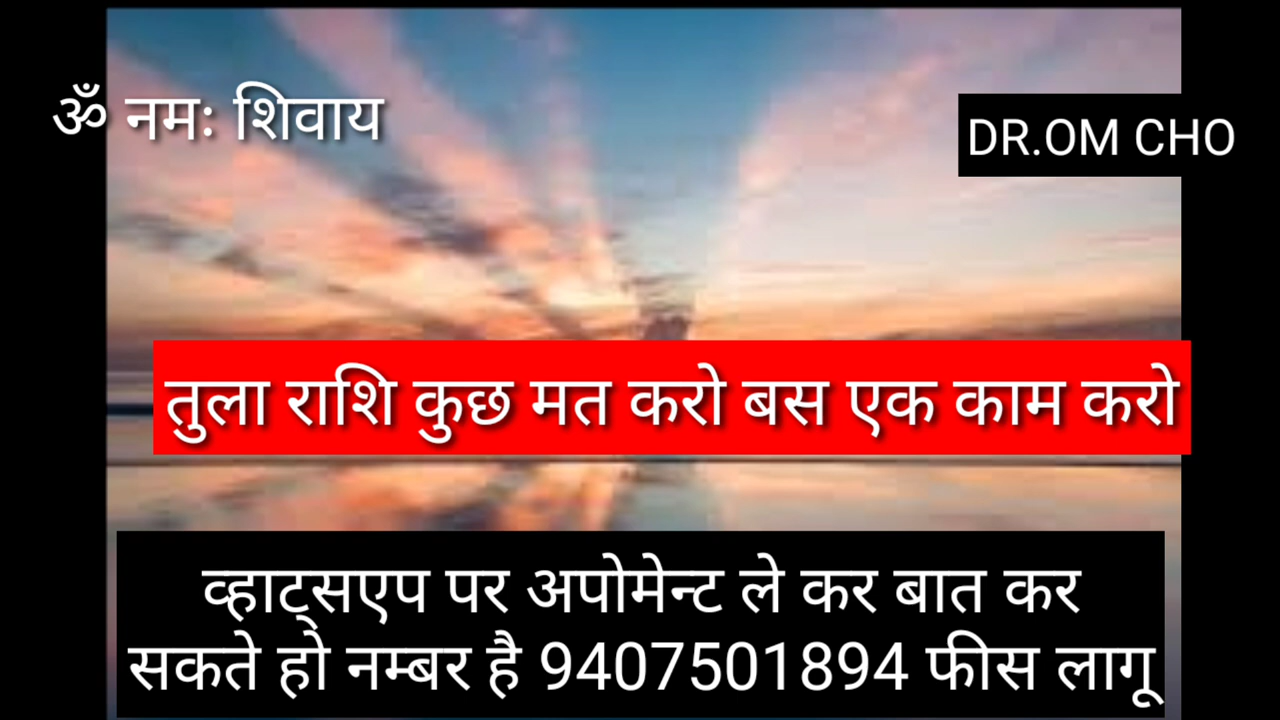 ॐ नमः शिवाय
DR.OM CHO
तुला राशि कुछ मत करो बस एक काम करो
व्हाट्सएप पर अपोमेन्ट ले कर बात कर
सकते हो नम्बर है 9407501894 फीस लागू